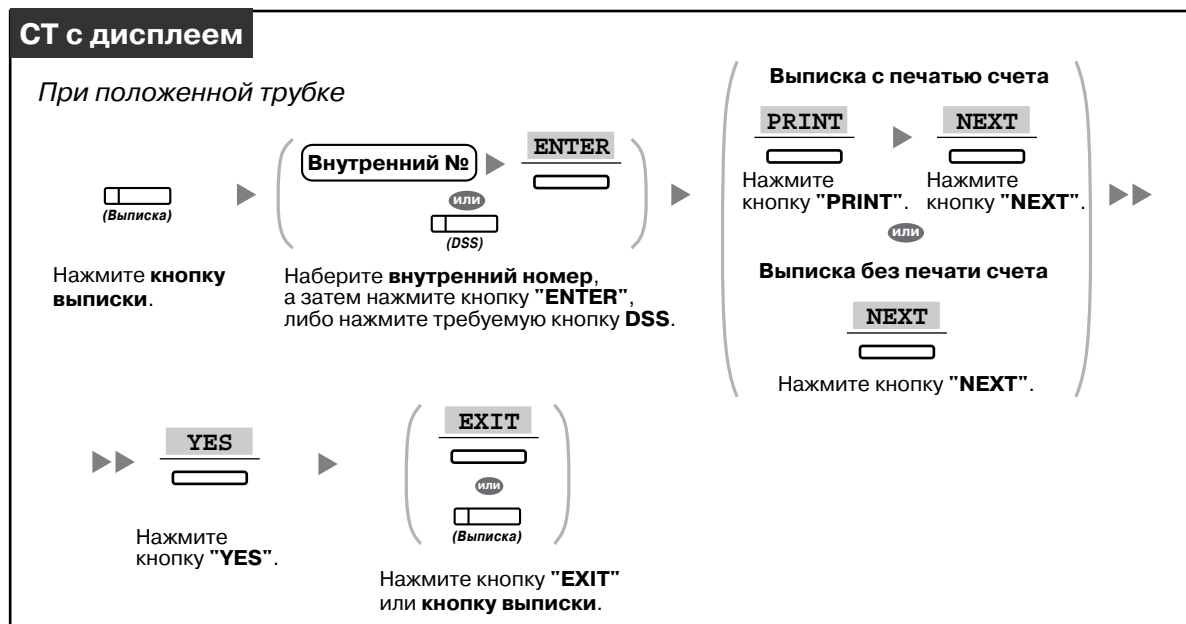 СТ с дисплеем
При положенной трубке
(Выписка)
Нажмите кнопку
выписки.
Внутренний №
ENTER
или
(DSS)
Наберите внутренний номер,
а затем нажмите кнопку "ENTER",
либо нажмите требуемую кнопку DSS.
Выписка с печатью счета
PRINT
NEXT
Нажмите
кнопку "PRINT".
Нажмите
кнопку "NEXT".
или
Выписка без печати счета
NEXT
Нажмите кнопку "NEXT".
YES
Нажмите
кнопку "YES".
EXIT
или
(Выписка)
Нажмите кнопку "EXIT"
или кнопку выписки.